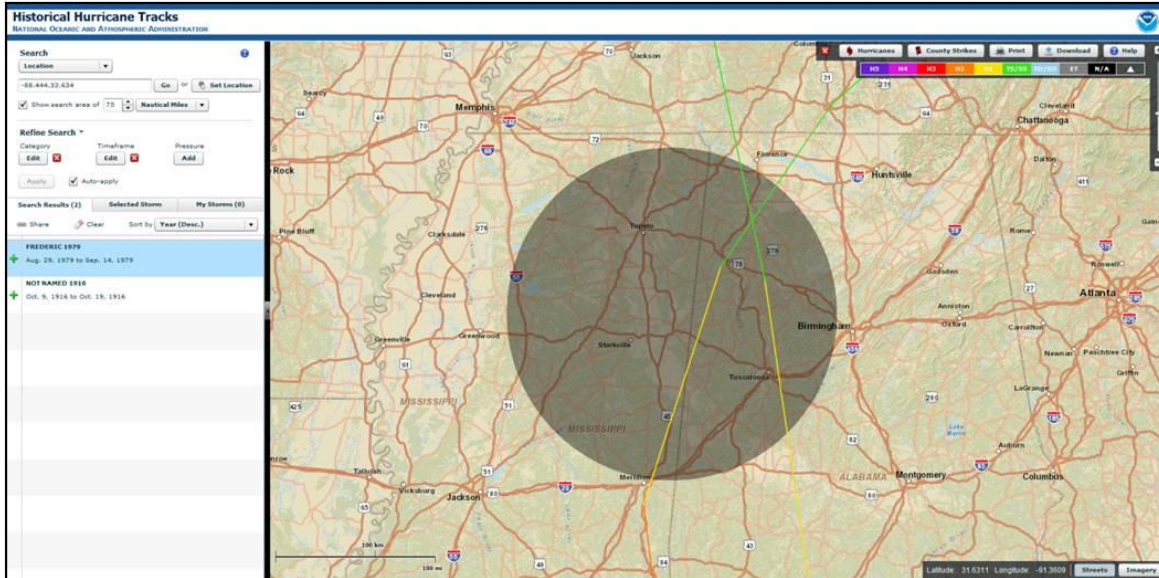 Historical Hurricane Tracks
NATIONAL OCEANIC AND ATMOSPHERIC ADMINISTRATION
Search
Location
-88.444,33.634 Go or Set Location
Show search area of 75 Nautical Miles
Refine Search
Category Timeframe Pressure
Edit Edit Add
Apply Auto-apply
Search Results (2) Selected Storm My Storms (0)
Share Clear Sort by Year (Desc.)
FREDERIC 1979
Aug. 29, 1979 to Sep. 14, 1979
NOT NAMED 1916
Oct. 9, 1916 to Oct. 19, 1916
Hurricanes County Strikes Print Download Help
H5 H4 H3 H2 H1 TS/SS TD/SD ET N/A
Jackson
Searcy
Memphis
Cleveland
Chattanooga
Dalton
Florence
Huntsville
Rock
Pine Bluff
Clarksdale
Tupelo
Rome
Gadsden
Roswell
Atlanta
Cleveland
Anniston
Oxford
Carrollton
Birmingham
Greenville
Greenwood
Starkville
Newnan
Peachtree City
Griffin
Tuscaloosa
LaGrange
MISSISSIPPI
MISSISSIPPI
Lake Martin
Auburn
Tallulah
Vicksburg
Jackson
Meridian
ALABAMA
Montgomery
Columbus
100 km
100 mi
Latitude: 31.6311 Longitude: -91.3609 Streets Imagery